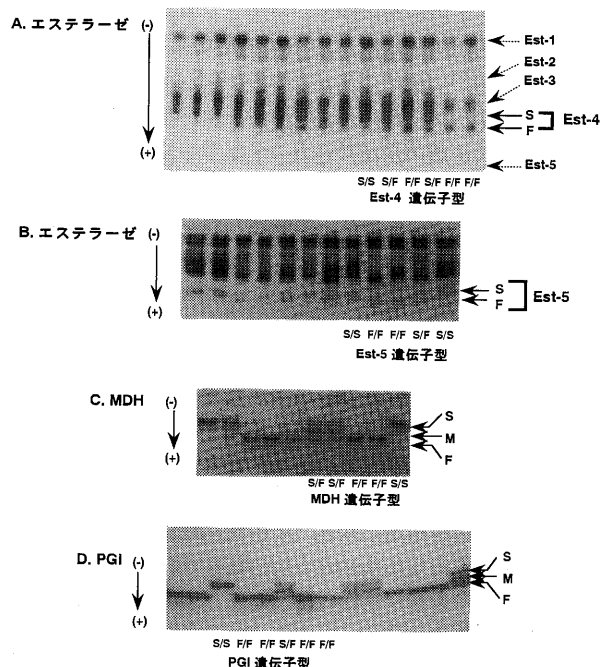 A. エステラーゼ
(-)
(+)
Est-1
Est-2
Est-3
S
F
Est-4
Est-5
S/S S/F F/F S/F F/F F/F
Est-4 遺伝子型
B. エステラーゼ
(-)
(+)
S
F
Est-5
S/S F/F F/F S/F S/S
Est-5 遺伝子型
C. MDH
(-)
(+)
S
M
F
S/F S/F F/F F/F S/S
MDH 遺伝子型
D. PGI
(-)
(+)
S
M
F
S/S F/F F/F S/F F/F F/F
PGI 遺伝子型